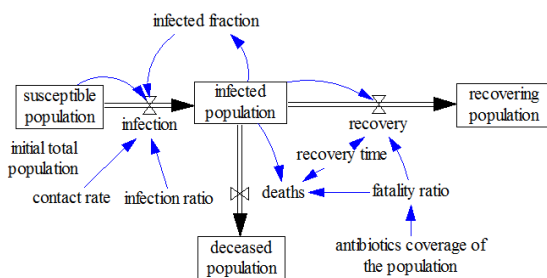 infected fraction
susceptible
population
infected
population
recovering
population
infection
recovery
initial total
population
recovery time
contact rate
infection ratio
deaths
fatality ratio
deceased
population
antibiotics coverage of
the population